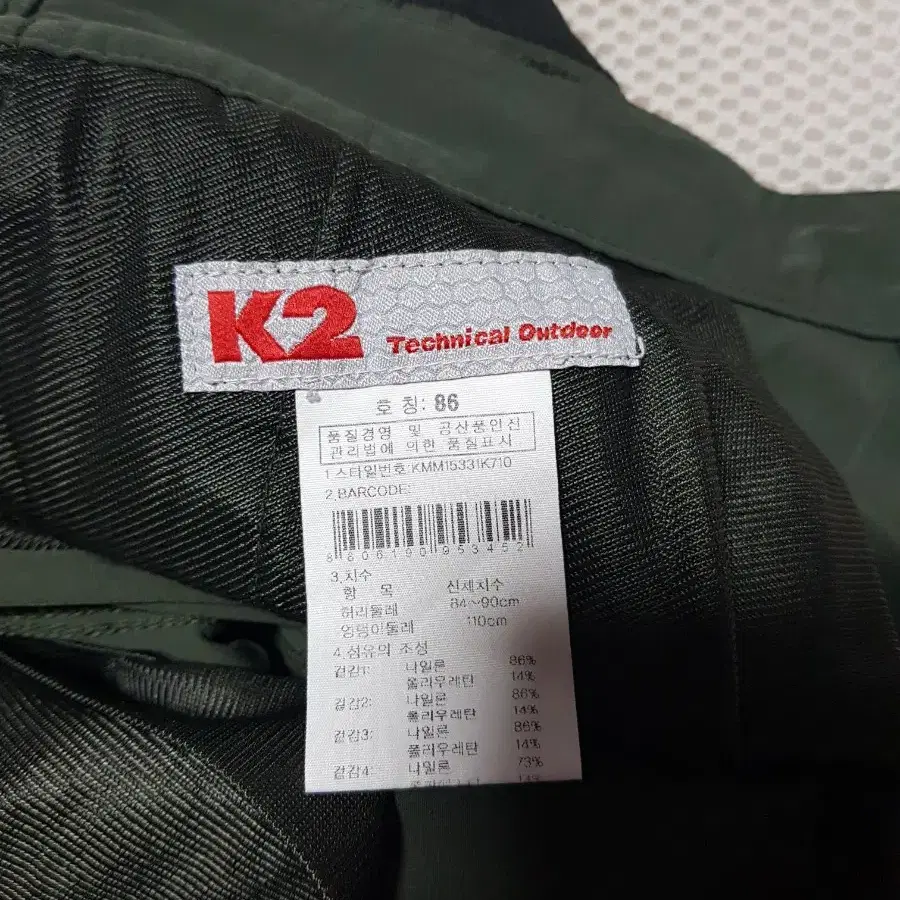 K2 Technical Outdoor
호 칭: 86
품질경영 및 공산품안전
관리법에 의한 품질표시
1.스타일번호:KMM15331K710
2.BARCODE:
8 806190 953452
3.치수
항 목 신체치수
허리둘레 84~90cm
엉덩이둘레 110cm
4.섬유의 조성
겉감1: 나일론 86%
폴리우레탄 14%
겉감2: 나일론 86%
폴리우레탄 14%
겉감3: 나일론 86%
폴리우레탄 14%
겉감4: 나일론 73%
14%